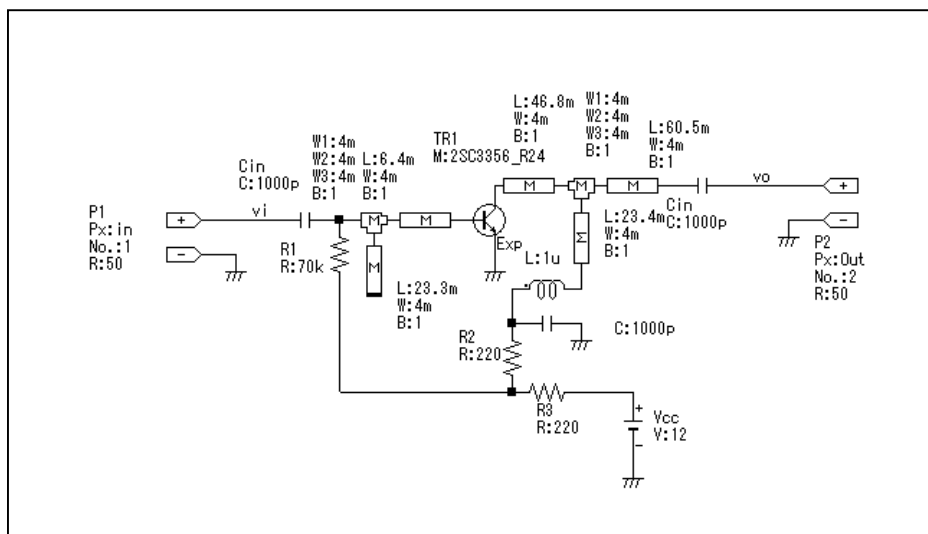 L:46.8m
W:4m
B:1
W1:4m
W2:4m
W3:4m
B:1
L:60.5m
W:4m
B:1
TR1
M:2SC3356_R24
W1:4m
W2:4m
W3:4m
B:1
L:6.4m
W:4m
B:1
Cin
C:1000p
M
M
M
vo
+
Cin
C:1000p
P1
Px:in
No.:1
R:50
+
vi
M
M
Exp
L:23.4m
W:4m
B:1
M
-
-
P2
Px:Out
No.:2
R:50
R1
R:70k
M
L:1u
L:23.3m
W:4m
B:1
C:1000p
R2
R:220
R3
R:220
+
Vcc
V:12
-